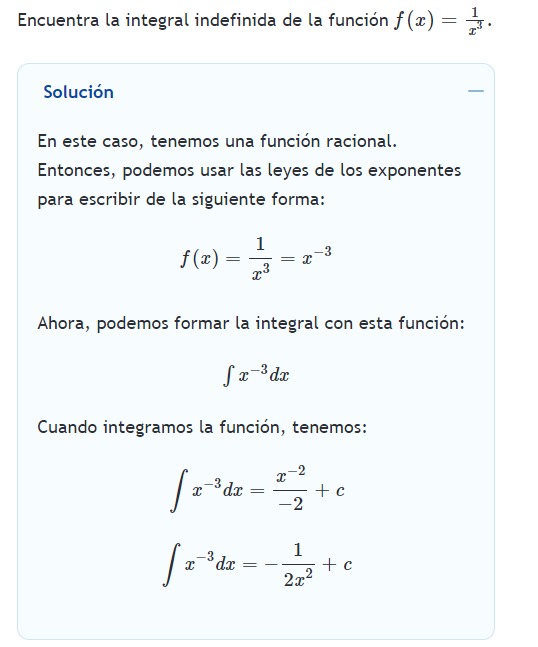 Encuentra la integral indefinida de la función $f(x) = \frac{1}{x^3}$.
Solución
En este caso, tenemos una función racional.
Entonces, podemos usar las leyes de los exponentes
para escribir de la siguiente forma:
$f(x) = \frac{1}{x^3} = x^{-3}$
Ahora, podemos formar la integral con esta función:
$\int x^{-3} dx$
Cuando integramos la función, tenemos:
$\int x^{-3} dx = \frac{x^{-2}}{-2} + c$
$\int x^{-3} dx = -\frac{1}{2x^2} + c$